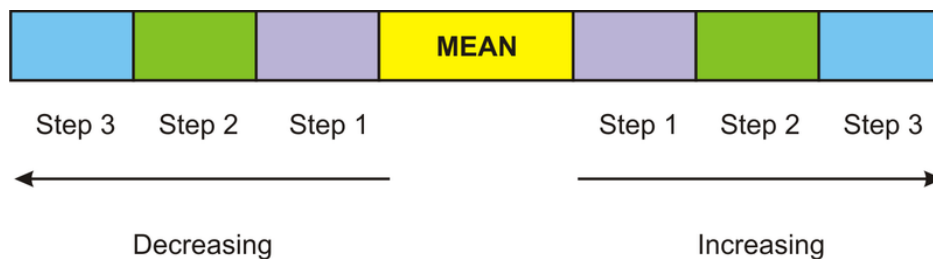 MEAN
Step 3 Step 2 Step 1 Step 1 Step 2 Step 3
Decreasing Increasing